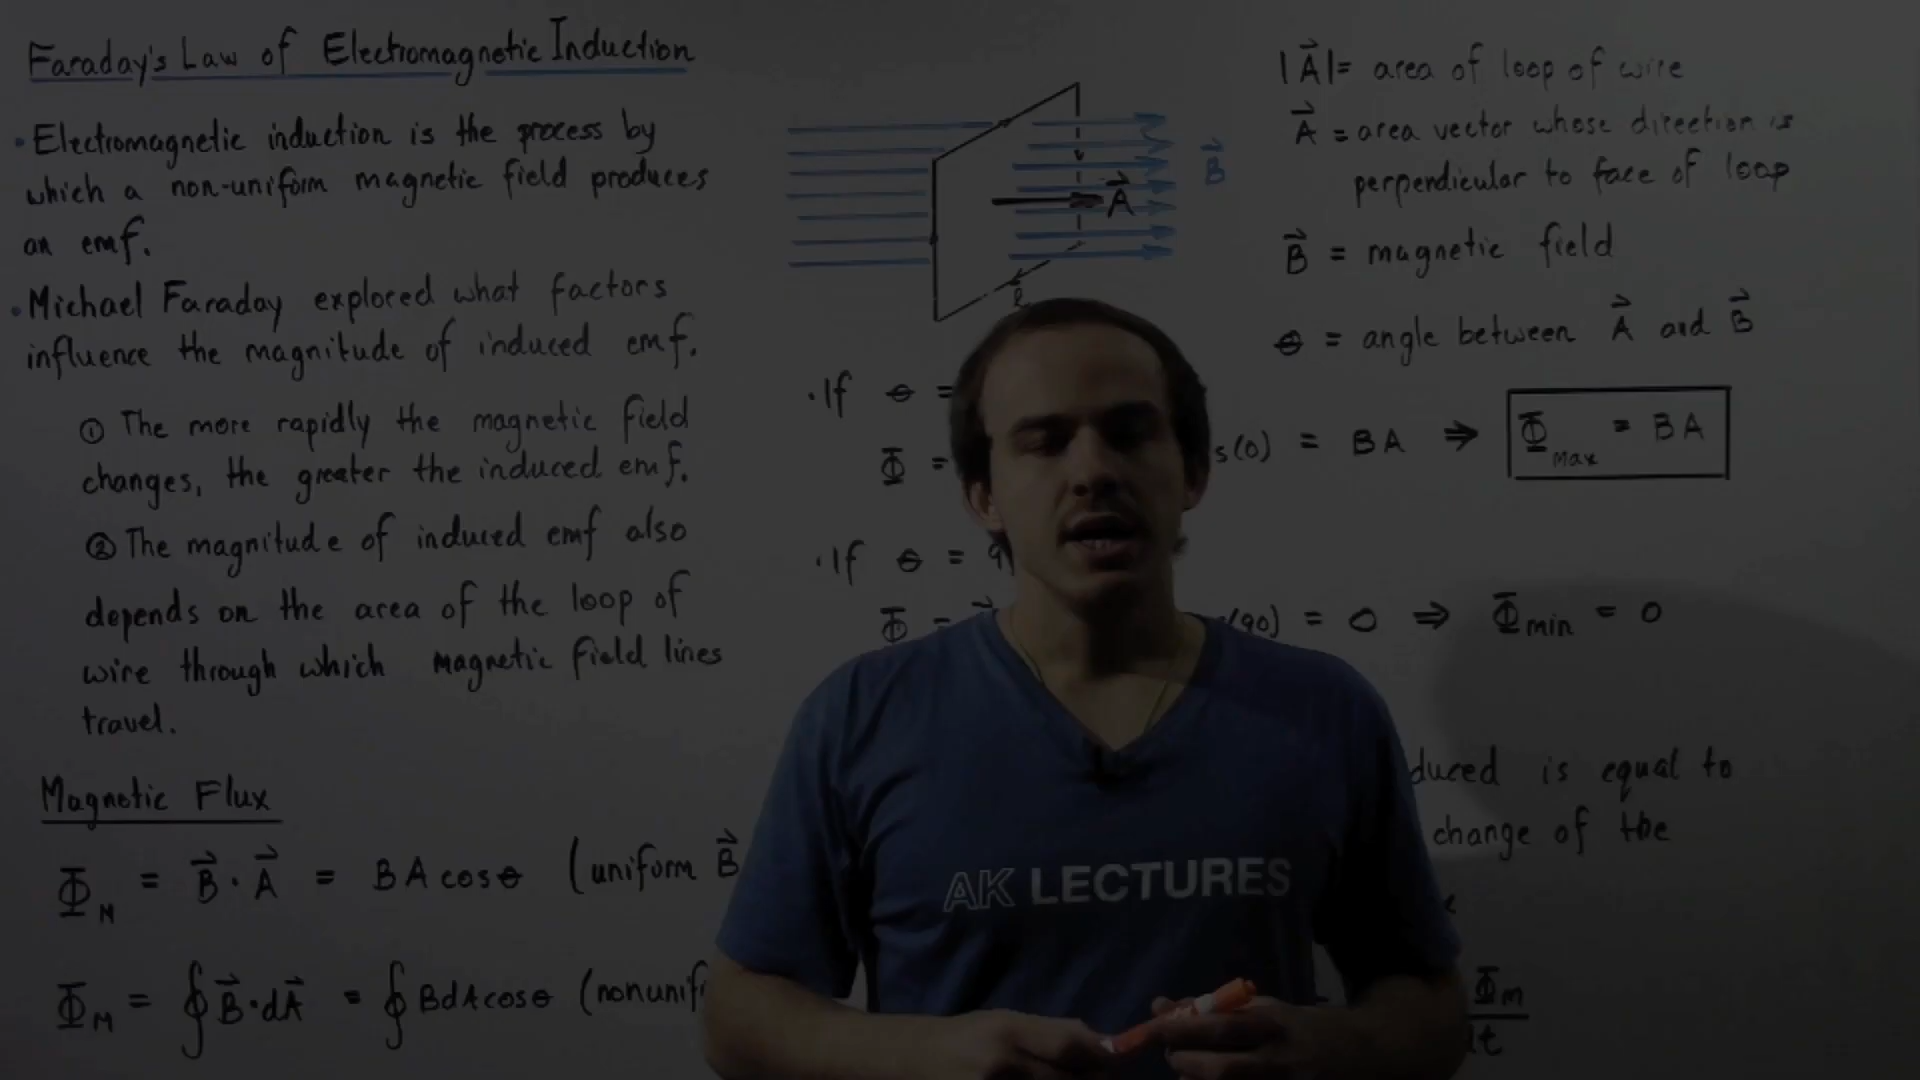 Faraday's Law of Electromagnetic Induction
• Electromagnetic induction is the process by
which a non-uniform magnetic field produces
an emf.
• Michael Faraday explored what factors
influence the magnitude of induced emf.
① The more rapidly the magnetic field
changes, the greater the induced emf.
② The magnitude of induced emf also
depends on the area of the loop of
wire through which magnetic field lines
travel.
Magnetic Flux
Φ_M = B⃗ · A⃗ = BA cosθ (uniform B⃗
Φ_M = ∮ B⃗ · dA⃗ = ∮ BdA cosθ (nonunif
A⃗
B⃗
ℓ
|A⃗| = area of loop of wire
A⃗ = area vector whose direction is
perpendicular to face of loop
B⃗ = magnetic field
θ = angle between A⃗ and B⃗
• If θ =
Φ = s(0) = BA ⇒ Φ_max = BA
• If θ = 9
Φ = (90) = 0 ⇒ Φ_min = 0
duced is equal to
change of the
Φ_m
t
AK LECTURES